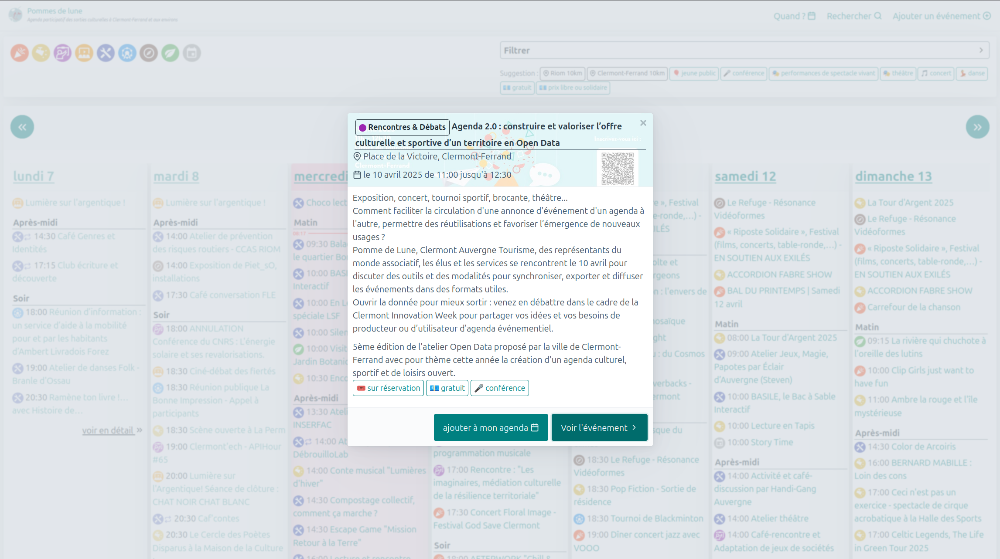 Pommes de lune
Agenda participatif des sorties culturelles à Clermont-Ferrand et aux environs
Quand ?
Rechercher
Ajouter un événement
Filtrer
Suggestion :
Riom 10km
Clermont-Ferrand 10km
jeune public
conférence
performances de spectacle vivant
théâtre
concert
danse
gratuit
prix libre ou solidaire
«
»
Rencontres & Débats Agenda 2.0 : construire et valoriser l’offre
culturelle et sportive d’un territoire en Open Data
Inscrivez-vous ici :
Place de la Victoire, Clermont-Ferrand
Clermont-Ferrand
le 10 avril 2025 de 11:00 jusqu'à 12:30
Exposition, concert, tournoi sportif, brocante, théâtre...
Comment faciliter la circulation d'une annonce d'événement d'un agenda à
l'autre, permettre des réutilisations et favoriser l’émergence de nouveaux
usages ?
Pomme de Lune, Clermont Auvergne Tourisme, des représentants du
monde associatif, les élus et les services se rencontrent le 10 avril pour
discuter des outils et des modalités pour synchroniser, exporter et diffuser
les événements dans des formats utiles.
Ouvrir la donnée pour mieux sortir : venez en débattre dans le cadre de la
Clermont Innovation Week pour partager vos idées et vos besoins de
producteur ou d’utilisateur d’agenda événementiel.
5ème édition de l'atelier Open Data proposé par la ville de Clermont-
Ferrand avec pour thème cette année la création d'un agenda culturel,
sportif et de loisirs ouvert.
sur réservation
gratuit
conférence
ajouter à mon agenda
Voir l'événement
lundi 7
Lumière sur l'argentique !
Après-midi
14:30 Café Genres et
Identités
17:15 Club écriture et
découverte
Soir
18:00 Réunion d’information :
un service d’aide à la mobilité
pour et par les habitants
d’Ambert Livradois Forez
19:00 Atelier de danses Folk -
Branle d’Ossau
20:30 Ramène ton livre !…
avec Histoire de…
voir en détail »
mardi 8
Lumière sur l'argentique !
Après-midi
14:00 Atelier de prévention
des risques routiers - CCAS RIOM
14:00 Exposition de Piet_sO,
installations
17:30 Café conversation FLE
Soir
18:00 ANNULATION
Conférence du CNRS : L’énergie
solaire et ses revalorisations.
18:30 Ciné-débat des fiertés
18:30 Réunion publique La
Bonne Impression - Appel à
participants
18:30 Scène ouverte à La Perm
19:00 Clermont'ech - APIHour
#65
20:00 Lumière sur
l'Argentique! Séance de clôture :
CHAT NOIR CHAT BLANC
20:30 Caf'contes
20:30 Le Cercle des Poètes
Disparus à la Maison de la Culture
mercredi
Choco lect
Matin
08:17
09:30 Bala
le quartier Bo
10:00 BASI
Interactif
10:00 En L
spéciale LSF
10:00 Silen
10:00 Visit
Jardin Botanic
10:30 Enco
Après-midi
13:30 Ateli
INSERFAC
14:00 At
DébrouilloLab
14:00 Conte musical "Lumières
d'hiver"
14:30 Compostage collectif,
comment ça marche ?
14:30 Escape Game "Mission
Retour à la Terre"
16:00 Lecture et rencontre
programmation musicale
17:00 Rencontre : "Les
imaginaires, médiation culturelle
de la résilience territoriale"
17:30 Concert Floral Image -
Festival God Save Clermont
Soir
18:00 AFTERWORK "Chill &
e », Festival
e-ronde,…) -
ILÉS
olte et
rgeons
n : l'envers de
nosaïque
ght
u : du Cosmos
verbacks -
ermont
sque du
18:30 Le Refuge - Résonance
Vidéoformes
18:30 Pop Fiction - Sortie de
résidence
18:30 Tournoi de Blackminton
19:00 Dîner concert jazz avec
VOOO
samedi 12
Le Refuge - Résonance
Vidéoformes
« Riposte Solidaire », Festival
(films, concerts, table-ronde,…) -
EN SOUTIEN AUX EXILÉS
ACCORDION FABRE SHOW
BAL DU PRINTEMPS | Samedi
12 avril
Matin
08:00 La Tour d'Argent 2025
09:00 Atelier Jeux, Magie,
Papotes par Éclair
d’Auvergne (Steven)
10:00 BASILE, le Bac à Sable
Interactif
10:00 Lecture en Tapis
10:00 Story Time
Après-midi
14:00 Activité et café-
discussion par Handi-Gang
Auvergne
14:00 Atelier théâtre
14:00 Café-rencontre et
Adaptation de jeux de sociétés
dimanche 13
La Tour d'Argent 2025
Le Refuge - Résonance
Vidéoformes
« Riposte Solidaire », Festival
(films, concerts, table-ronde,…) -
EN SOUTIEN AUX EXILÉS
ACCORDION FABRE SHOW
Carrefour de la chanson
Matin
09:15 La rivière qui chuchote à
l'oreille des lutins
10:00 Clip Girls just want to
have fun
11:00 Ambre la rouge et l'île
mystérieuse
Après-midi
14:30 Color de Arcoiris
16:00 BERNARD MABILLE :
Loin des cons
17:00 Ceci n'est pas un
exercice - spectacle de cirque
acrobatique à la Halle des Sports
17:00 Celtic Legends, The Life
in Green Tour 2025